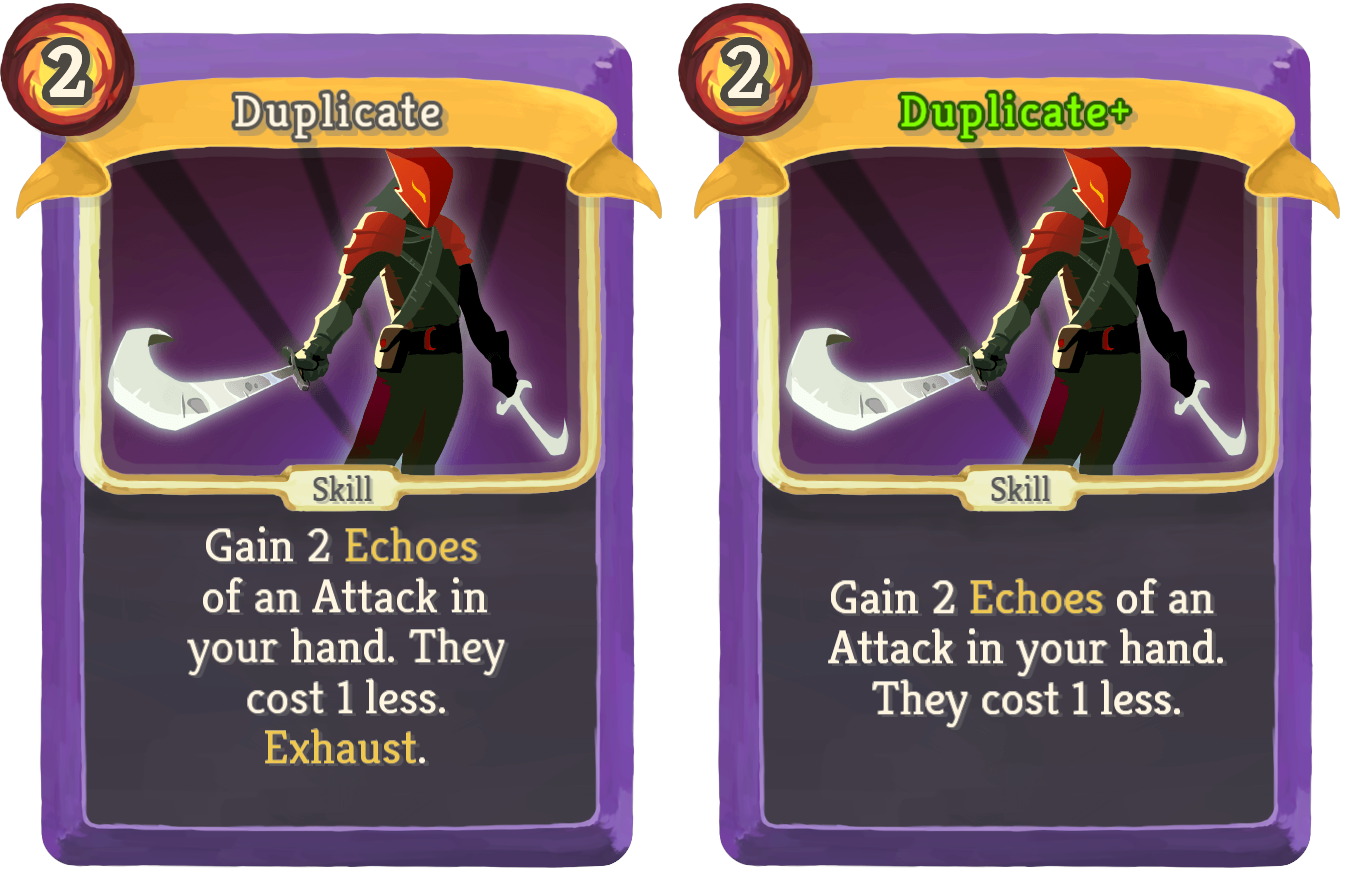 2
Duplicate
Skill
Gain 2 Echoes
of an Attack in
your hand. They
cost 1 less.
Exhaust.
2
Duplicate+
Skill
Gain 2 Echoes of an
Attack in your hand.
They cost 1 less.